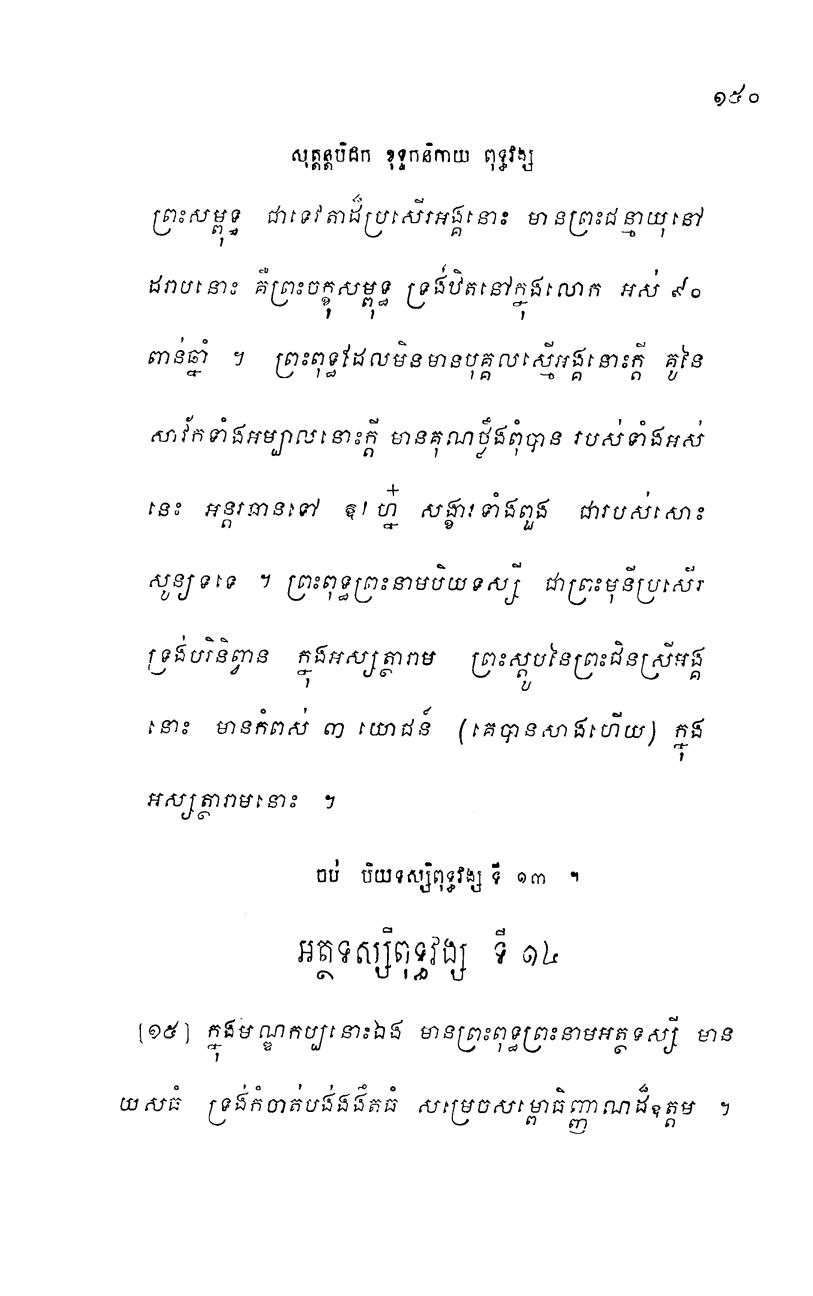 ១៥០
សុត្តន្តបិដក ខុទ្ទកនិកាយ ពុទ្ធវង្ស
ព្រះសម្ពុទ្ធ ជាទេវតាដ៏ប្រសើរអង្គនោះ មានព្រះជន្មាយុនៅ
ដរាបនោះ គឺព្រះចក្ខុសម្ពុទ្ធ ទ្រង់ឋិតនៅក្នុងលោក អស់ ៩០
ពាន់ឆ្នាំ ។ ព្រះពុទ្ធដែលមិនមានបុគ្គលស្មើអង្គនោះក្តី គូនៃ
សាវ័កទាំងអម្បាលនោះក្តី មានគុណថ្លឹងពុំបាន របស់ទាំងអស់
នេះ អន្តរធានទៅ ឱ! ហ្ន៎ សង្ខារទាំងពួង ជារបស់សោះ
សូន្យទទេ ។ ព្រះពុទ្ធព្រះនាមបិយទស្សី ជាព្រះមុនីប្រសើរ
ទ្រង់បរិនិព្វាន ក្នុងអស្សត្ថារាម ព្រះស្តូបនៃព្រះជិនស្រីអង្គ
នោះ មានកំពស់ ៣ យោជន៍ (គេបានសាងហើយ) ក្នុង
អស្សត្ថារាមនោះ ។
ចប់ បិយទស្សិពុទ្ធវង្ស ទី ១៣ ។
អត្ថទស្សីពុទ្ធវង្ស ទី ១៤
[១៥] ក្នុងមណ្ឌកប្បនោះឯង មានព្រះពុទ្ធព្រះនាមអត្ថទស្សី មាន
យសធំ ទ្រង់កំចាត់បង់ងងឹតធំ សម្រេចសម្ពោធិញ្ញាណដ៏ឧត្តម ។